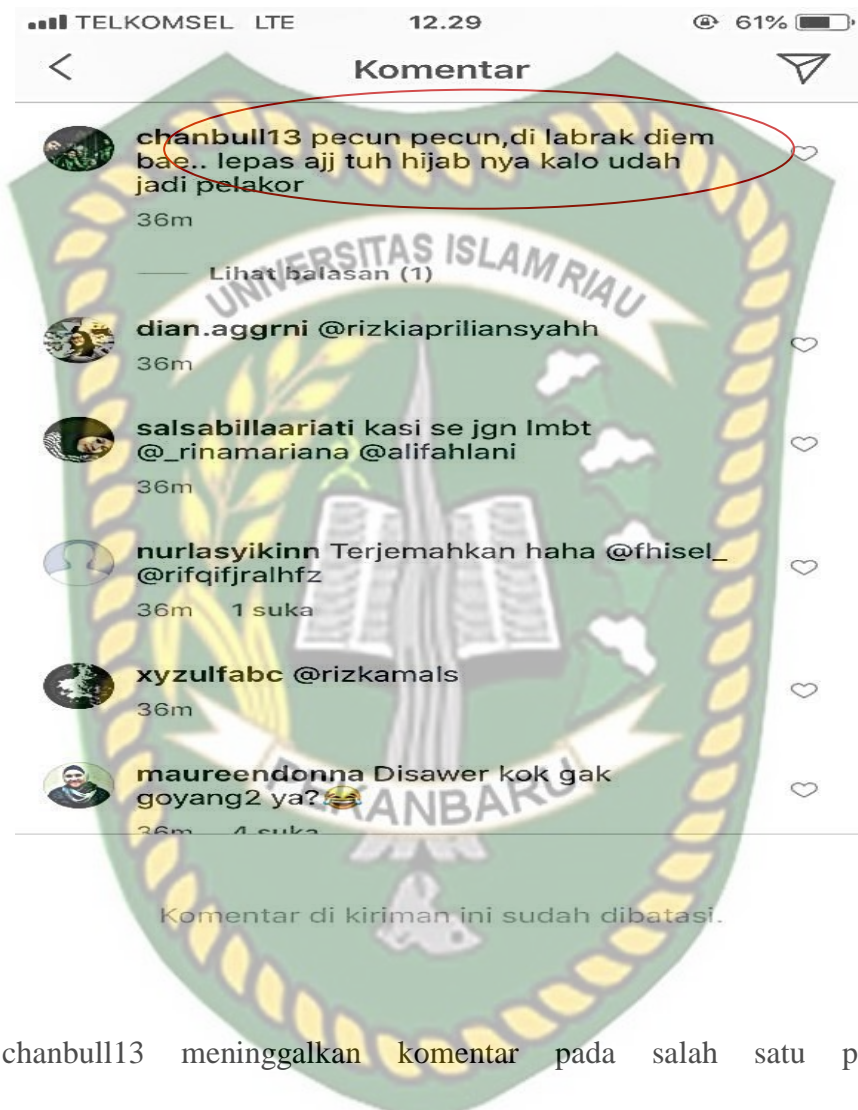 TELKOMSEL LTE 12.29 61%
Komentar
chanbull13 pecun pecun,di labrak diem
bae.. lepas ajj tuh hijab nya kalo udah
jadi pelakor
36m
Lihat balasan (1)
UNIVERSITAS ISLAM RIAU
dian.aggrni @rizkiapriliansyahh
36m
salsabillaariati kasi se jgn lmbt
@_rinamariana @alifahlani
36m
nurlasyikinn Terjemahkan haha @fhisel_
@rifqifjralhfz
36m 1 suka
xyzulfabc @rizkamals
36m
maureendonna Disawer kok gak
goyang2 ya?😂
PEKANBARU
36m 4 suka
Komentar di kiriman ini sudah dibatasi.
chanbull13 meninggalkan komentar pada salah satu p